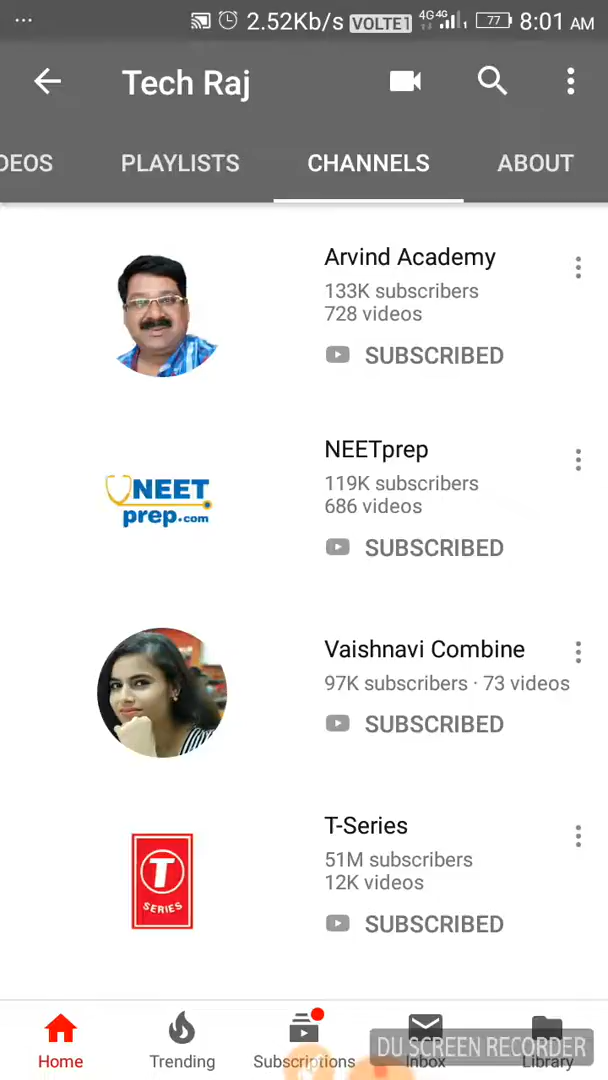 2.52Kb/s VOLTE1 4G 4G 1 77 8:01 AM
Tech Raj
DEOS PLAYLISTS CHANNELS ABOUT
Arvind Academy
133K subscribers
728 videos
SUBSCRIBED
NEET
prep.com
NEETprep
119K subscribers
686 videos
SUBSCRIBED
Vaishnavi Combine
97K subscribers · 73 videos
SUBSCRIBED
T
SERIES
T-Series
51M subscribers
12K videos
SUBSCRIBED
DU SCREEN RECORDER
Home Trending Subscriptions Inbox Library